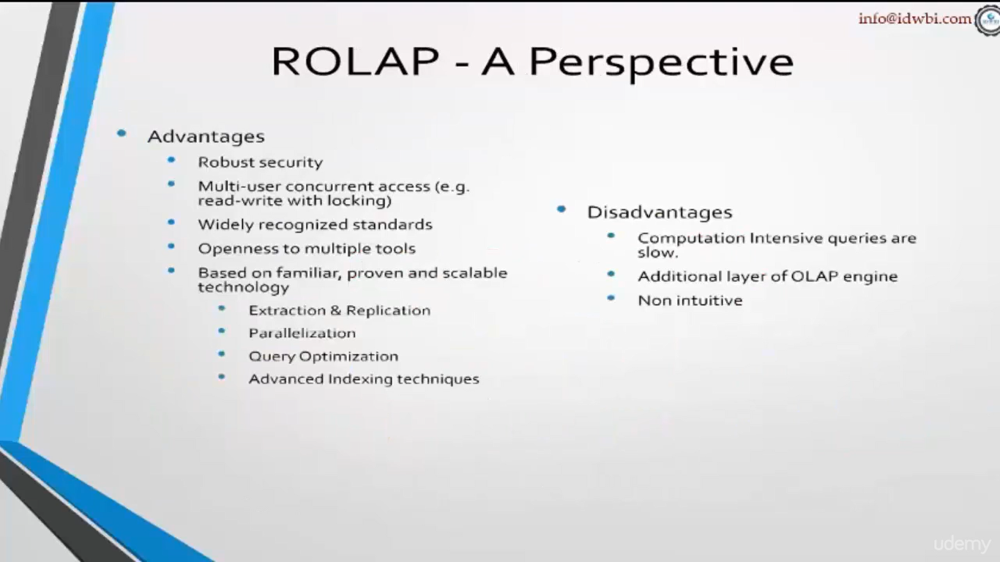 info@idwbi.com
ROLAP - A Perspective
Advantages
Robust security
Multi-user concurrent access (e.g.
read-write with locking)
Widely recognized standards
Openness to multiple tools
Based on familiar, proven and scalable
technology
Extraction & Replication
Parallelization
Query Optimization
Advanced Indexing techniques
Disadvantages
Computation Intensive queries are
slow.
Additional layer of OLAP engine
Non intuitive
udemy